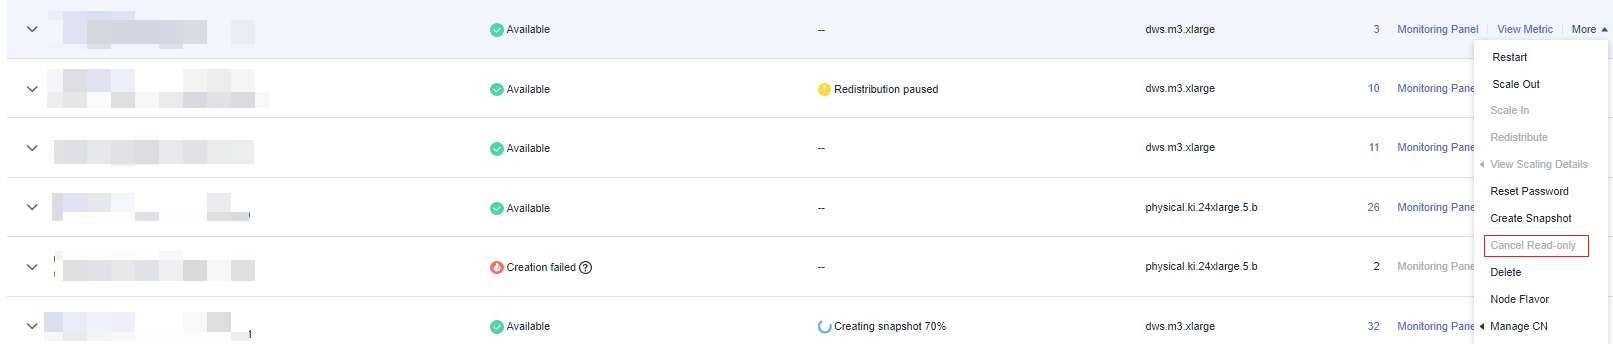 Available -- dws.m3.xlarge 3 Monitoring Panel View Metric More
Restart
Scale Out
Available Redistribution paused dws.m3.xlarge 10 Monitoring Pane
Scale In
Redistribute
Available -- dws.m3.xlarge 11 Monitoring Pane
View Scaling Details
Reset Password
Available -- physical.ki.24xlarge.5.b 26 Monitoring Pane
Create Snapshot
Cancel Read-only
Creation failed ? -- physical.ki.24xlarge.5.b 2 Monitoring Pane
Delete
Node Flavor
1 Available Creating snapshot 70% dws.m3.xlarge 32 Monitoring Pane
Manage CN